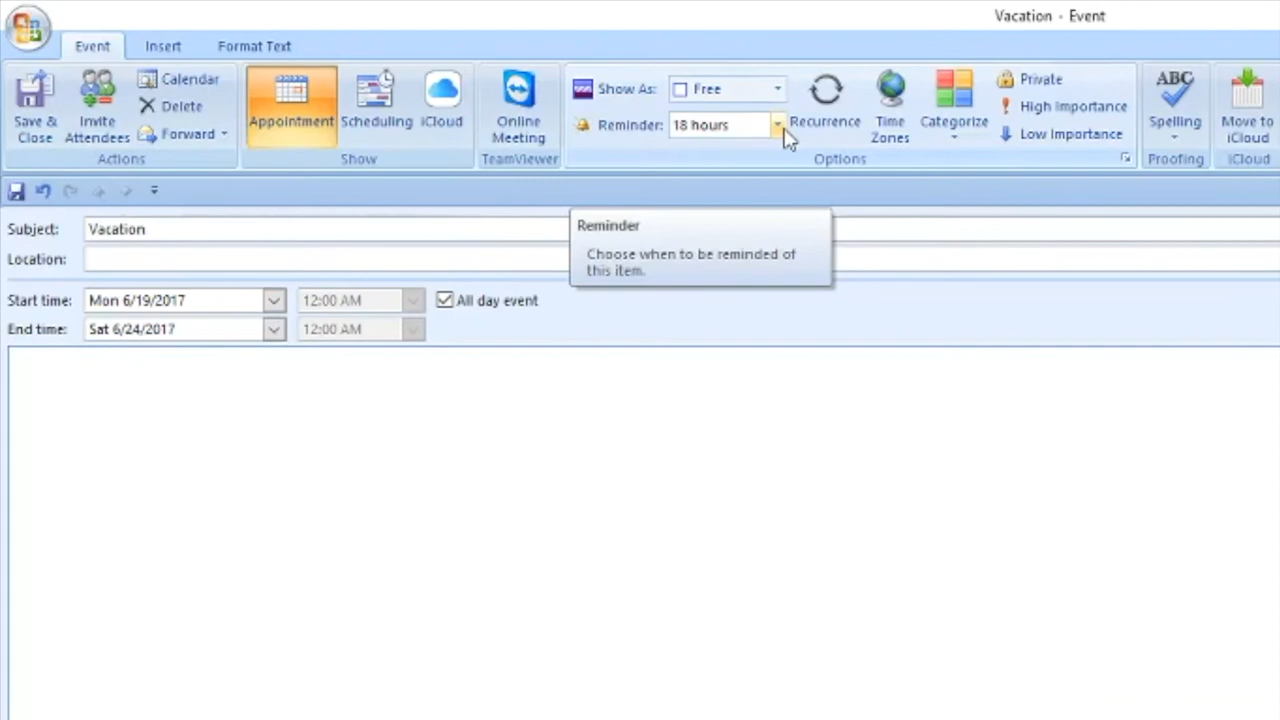 Vacation - Event
Event Insert Format Text
Save & Close
Invite Attendees
Calendar
Delete
Forward
Actions
Appointment
Scheduling
iCloud
Show
Online Meeting
TeamViewer
Show As: Free
Reminder: 18 hours
Recurrence
Time Zones
Categorize
Private
High Importance
Low Importance
Options
ABC
Spelling
Proofing
Move to iCloud
iCloud
Subject: Vacation
Location:
Reminder
Choose when to be reminded of
this item.
Start time: Mon 6/19/2017 12:00 AM All day event
End time: Sat 6/24/2017 12:00 AM